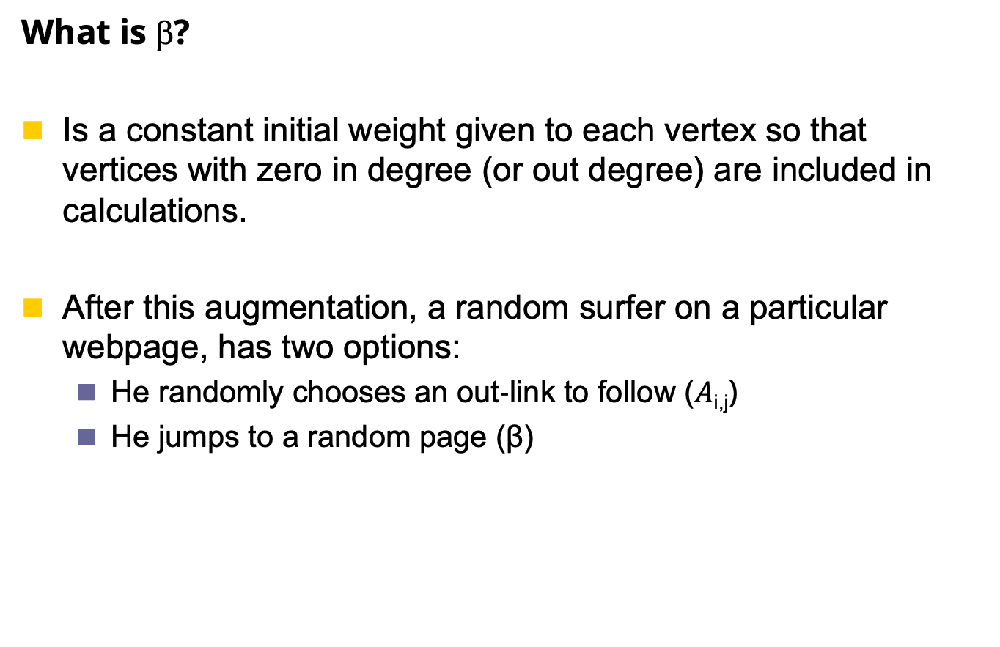 What is β?
Is a constant initial weight given to each vertex so that
vertices with zero in degree (or out degree) are included in
calculations.
After this augmentation, a random surfer on a particular
webpage, has two options:
He randomly chooses an out-link to follow (A_{i,j})
He jumps to a random page (β)